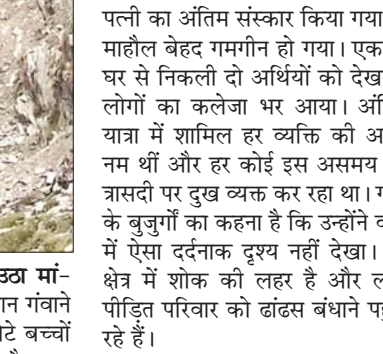 पत्नी का अंतिम संस्कार किया गया
माहौल बेहद गमगीन हो गया। एक
घर से निकली दो अर्थियों को देख
लोगों का कलेजा भर आया।
यात्रा में शामिल हर व्यक्ति की
नम थीं और हर कोई इस असमय
त्रासदी पर दुख व्यक्त कर रहा था।
के बुजुर्गों का कहना है कि उन्होंने
में ऐसा दर्दनाक दृश्य नहीं देखा।
क्षेत्र में शोक की लहर है और
पीड़ित परिवार को ढांढस बंधाने
रहे हैं।
उठा मां-
गंवाने
बच्चों